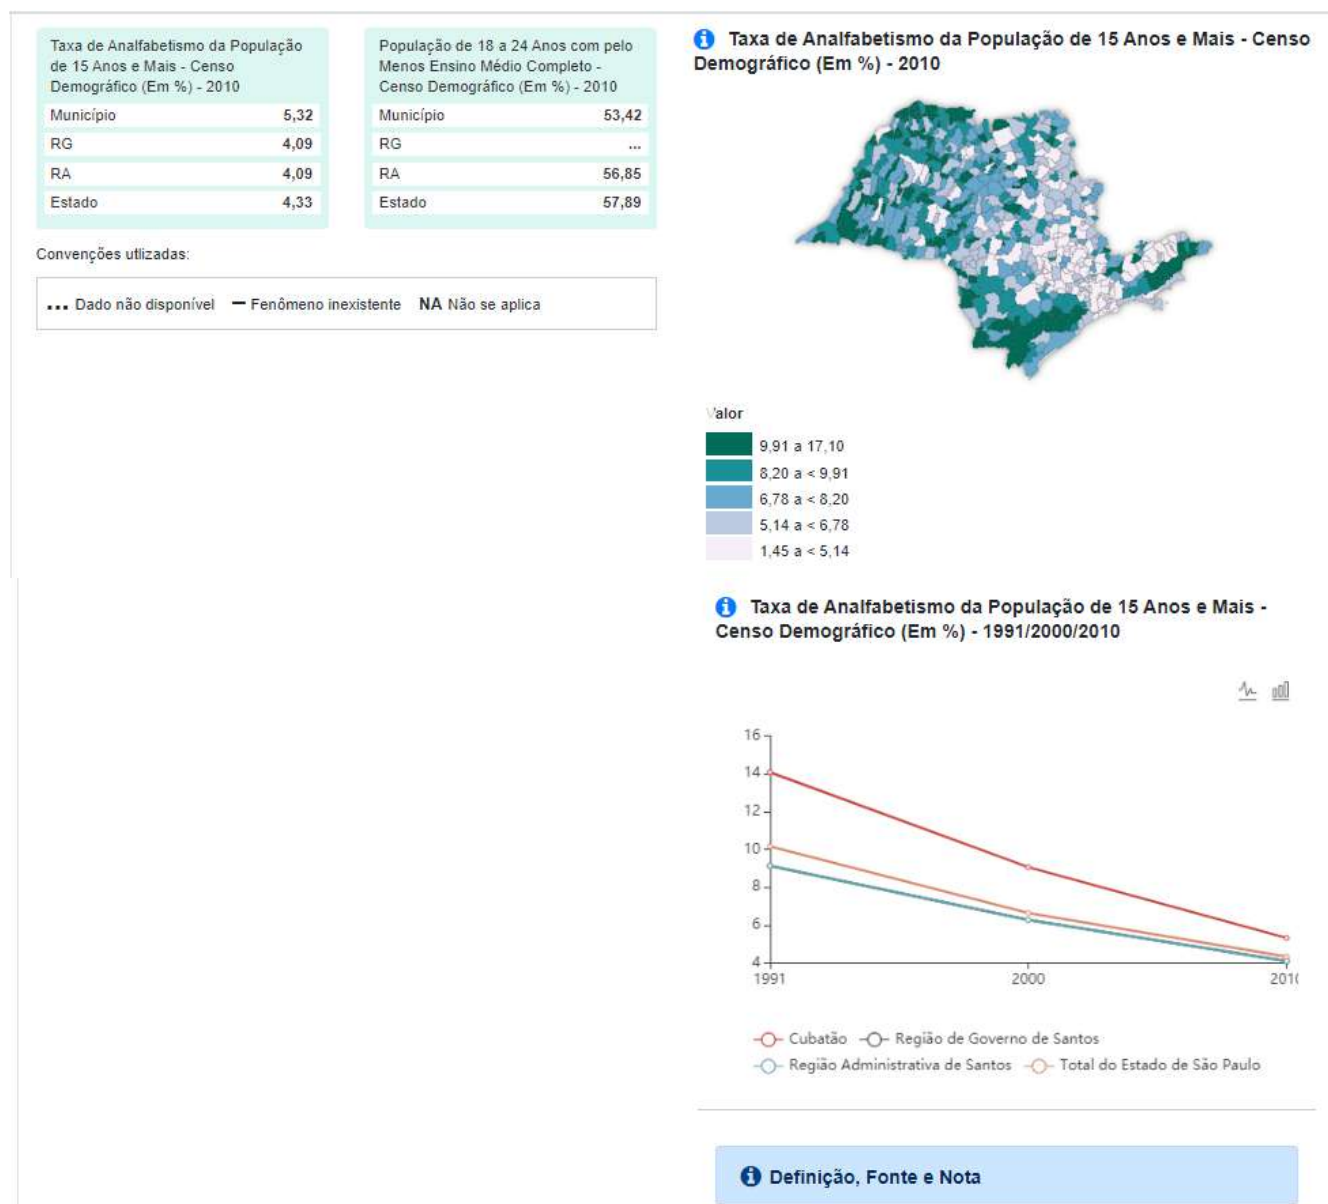 Taxa de Analfabetismo da População
de 15 Anos e Mais - Censo
Demográfico (Em %) - 2010
Município 5,32
RG 4,09
RA 4,09
Estado 4,33
População de 18 a 24 Anos com pelo
Menos Ensino Médio Completo -
Censo Demográfico (Em %) - 2010
Município 53,42
RG ...
RA 56,85
Estado 57,89
Convenções utlizadas:
... Dado não disponível — Fenômeno inexistente NA Não se aplica
Taxa de Analfabetismo da População de 15 Anos e Mais - Censo
Demográfico (Em %) - 2010
Valor
9,91 a 17,10
8,20 a < 9,91
6,78 a < 8,20
5,14 a < 6,78
1,45 a < 5,14
Taxa de Analfabetismo da População de 15 Anos e Mais -
Censo Demográfico (Em %) - 1991/2000/2010
16
14
12
10
8
6
4
1991 2000 2010
Cubatão Região de Governo de Santos
Região Administrativa de Santos Total do Estado de São Paulo
Definição, Fonte e Nota